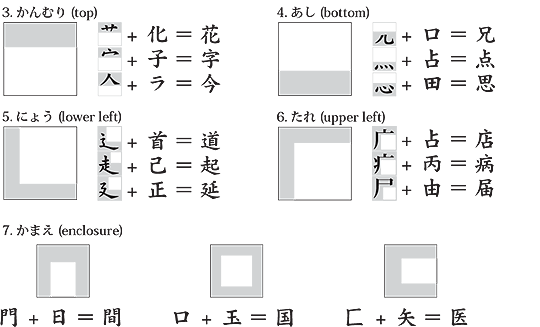 3. かんむり (top)
艹 + 化 = 花
宀 + 子 = 字
𠆢 + ラ = 今
4. あし (bottom)
儿 + 口 = 兄
灬 + 占 = 点
心 + 田 = 思
5. にょう (lower left)
辶 + 首 = 道
走 + 己 = 起
廴 + 正 = 延
6. たれ (upper left)
广 + 占 = 店
疒 + 丙 = 病
尸 + 由 = 届
7. かまえ (enclosure)
門 + 日 = 間
口 + 玉 = 国
匚 + 矢 = 医